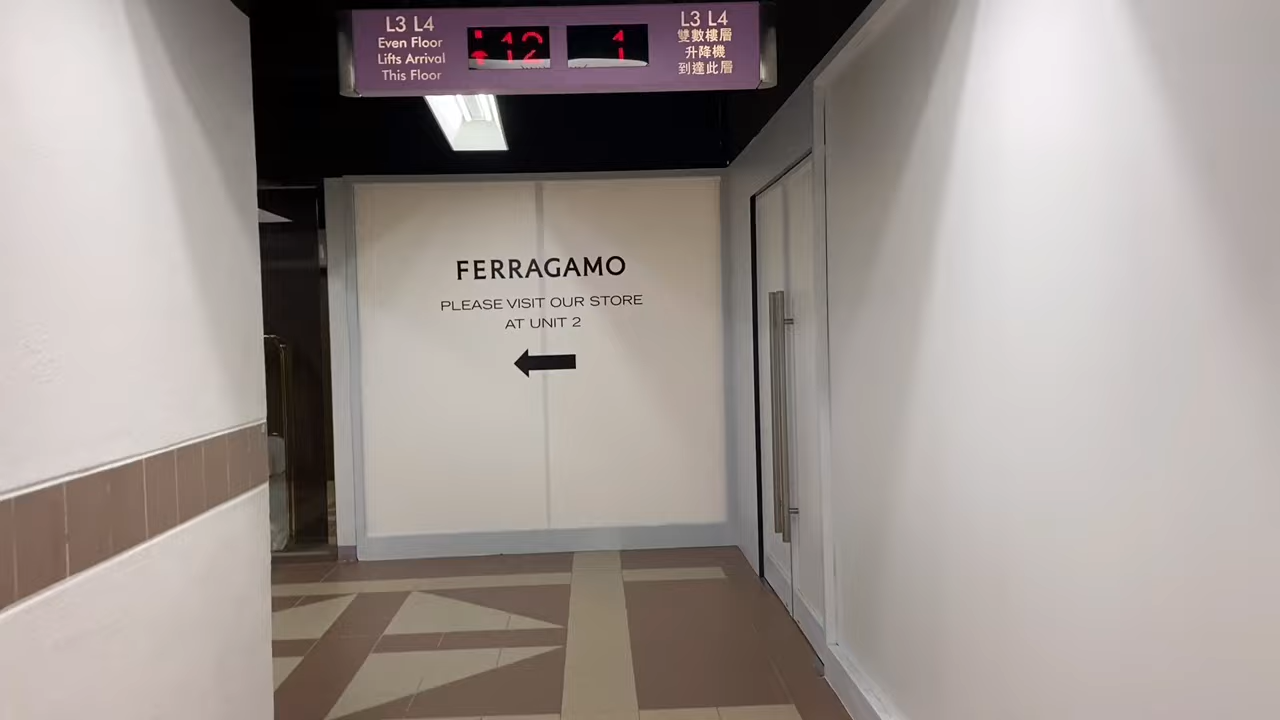 L3 L4
Even Floor
Lifts Arrival
This Floor
12
1
L3 L4
雙數樓層
升降機
到達此層
FERRAGAMO
PLEASE VISIT OUR STORE
AT UNIT 2